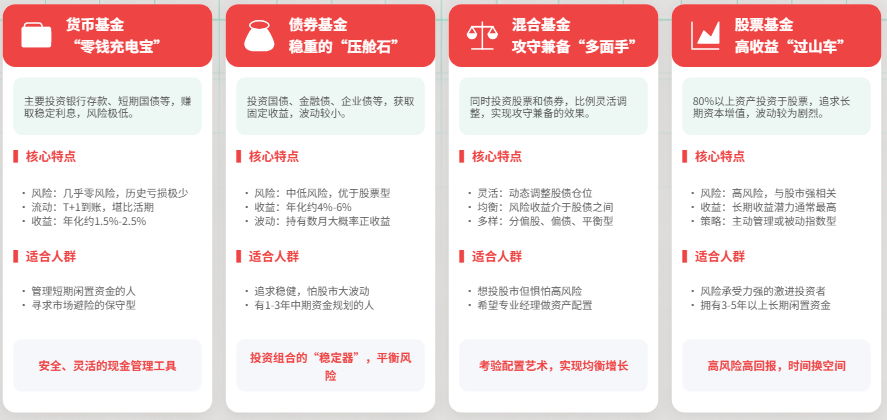 货币基金
“零钱充电宝”
主要投资银行存款、短期国债等，赚
取稳定利息，风险极低。
核心特点
· 风险：几乎零风险，历史亏损极少
· 流动：T+1到账，堪比活期
· 收益：年化约1.5%-2.5%
适合人群
· 管理短期闲置资金的人
· 寻求市场避险的保守型
安全、灵活的现金管理工具
债券基金
稳重的“压舱石”
投资国债、金融债、企业债等，获取
固定收益，波动较小。
核心特点
· 风险：中低风险，优于股票型
· 收益：年化约4%-6%
· 波动：持有数月大概率正收益
适合人群
· 追求稳健，怕股市大波动
· 有1-3年中期资金规划的人
投资组合的“稳定器”，平衡风
险
混合基金
攻守兼备“多面手”
同时投资股票和债券，比例灵活调
整，实现攻守兼备的效果。
核心特点
· 灵活：动态调整股债仓位
· 均衡：风险收益介于股债之间
· 多样：分偏股、偏债、平衡型
适合人群
· 想投股市但惧怕高风险
· 希望专业经理做资产配置
考验配置艺术，实现均衡增长
股票基金
高收益“过山车”
80%以上资产投资于股票，追求长
期资本增值，波动较为剧烈。
核心特点
· 风险：高风险，与股市强相关
· 收益：长期收益潜力通常最高
· 策略：主动管理或被动指数型
适合人群
· 风险承受力强的激进投资者
· 拥有3-5年以上长期闲置资金
高风险高回报，时间换空间